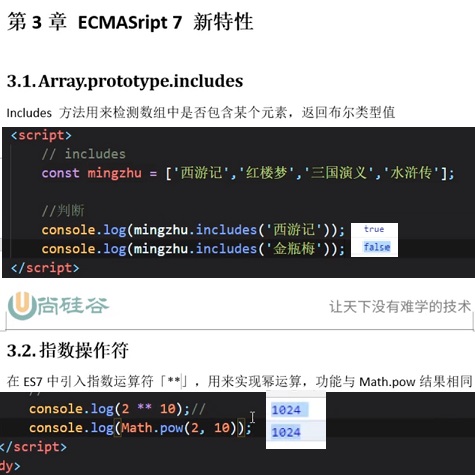 第 3 章 ECMASript 7 新特性
3.1.Array.prototype.includes
Includes 方法用来检测数组中是否包含某个元素，返回布尔类型值
<script>
// includes
const mingzhu = ['西游记','红楼梦','三国演义','水浒传'];
//判断
console.log(mingzhu.includes('西游记')); true
console.log(mingzhu.includes('金瓶梅')); false
</script>
尚硅谷 让天下没有难学的技术
3.2.指数操作符
在 ES7 中引入指数运算符「**」，用来实现幂运算，功能与 Math.pow 结果相同
//
console.log(2 ** 10);// 1024
console.log(Math.pow(2, 10)); 1024
</script>
dy>